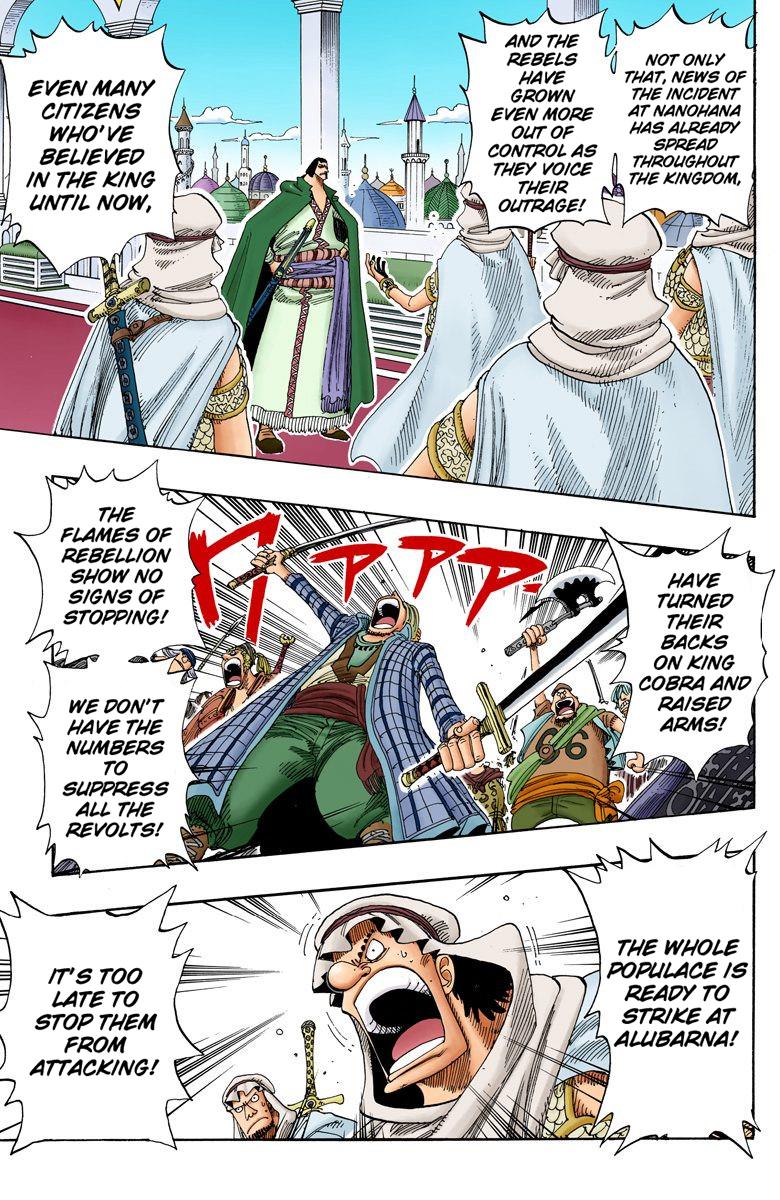 NOT ONLY
THAT, NEWS OF
THE INCIDENT
AT NANOHANA
HAS ALREADY
SPREAD
THROUGHOUT
THE KINGDOM,
AND THE
REBELS
HAVE
GROWN
EVEN MORE
OUT OF
CONTROL AS
THEY VOICE
THEIR
OUTRAGE!
EVEN MANY
CITIZENS
WHO'VE
BELIEVED
IN THE KING
UNTIL NOW,
HAVE
TURNED
THEIR
BACKS
ON KING
COBRA AND
RAISED
ARMS!
66
THE
FLAMES OF
REBELLION
SHOW NO
SIGNS OF
STOPPING!
WE DON'T
HAVE THE
NUMBERS
TO
SUPPRESS
ALL THE
REVOLTS!
THE WHOLE
POPULACE IS
READY TO
STRIKE AT
ALUBARNA!
IT'S TOO
LATE TO
STOP THEM
FROM
ATTACKING!